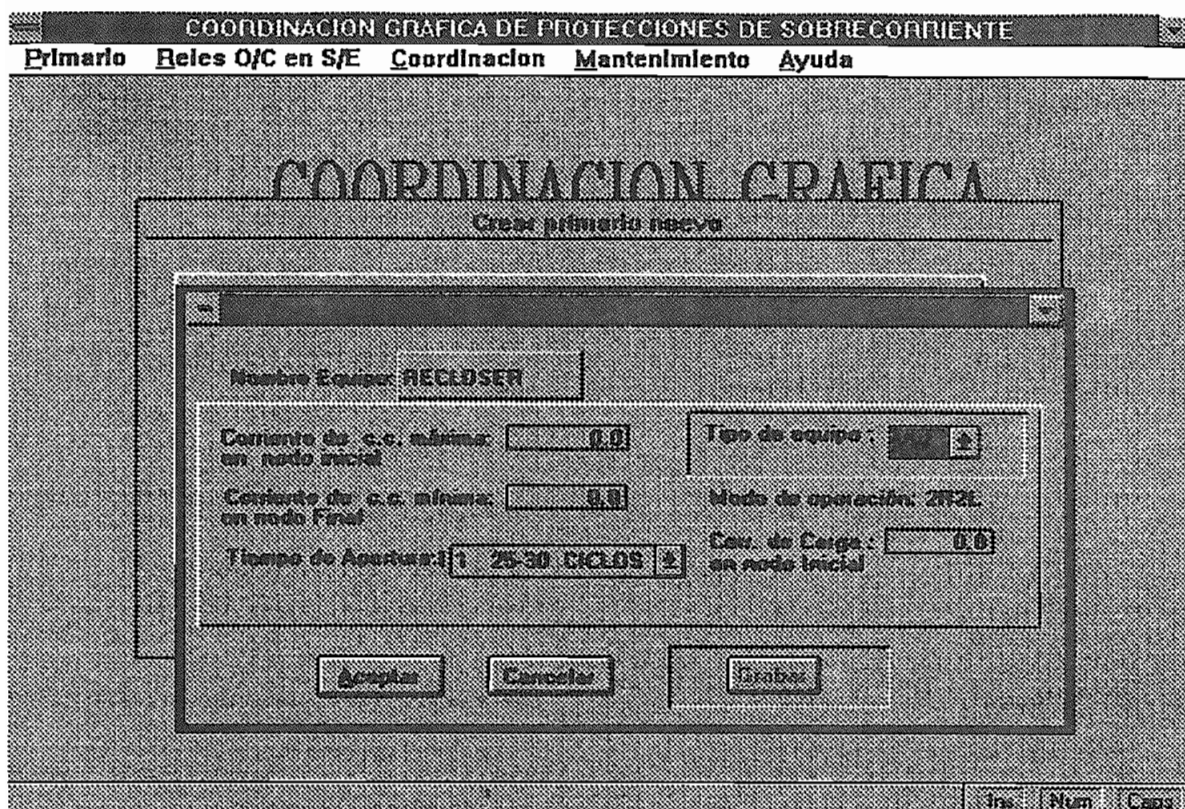 COORDINACION GRAFICA DE PROTECCIONES DE SOBRECORRIENTE
Primario Reles O/C en S/E Coordinacion Mantenimiento Ayuda
COORDINACION GRAFICA
Crear primario nuevo
Nombre Equipo: RECLOSER
Corriente de c.c. máxima: 0.0
en nodo inicial
Tipo de equipo :
Corriente de c.c. mínima: 0.0
en nodo Final
Modo de operación: 2R2L
Tiempo de Apertura: 25-30 CICLOS
Corr. de Carga : 0.0
en nodo Inicial
Aceptar Cancelar Grabar
Ins Num Caps